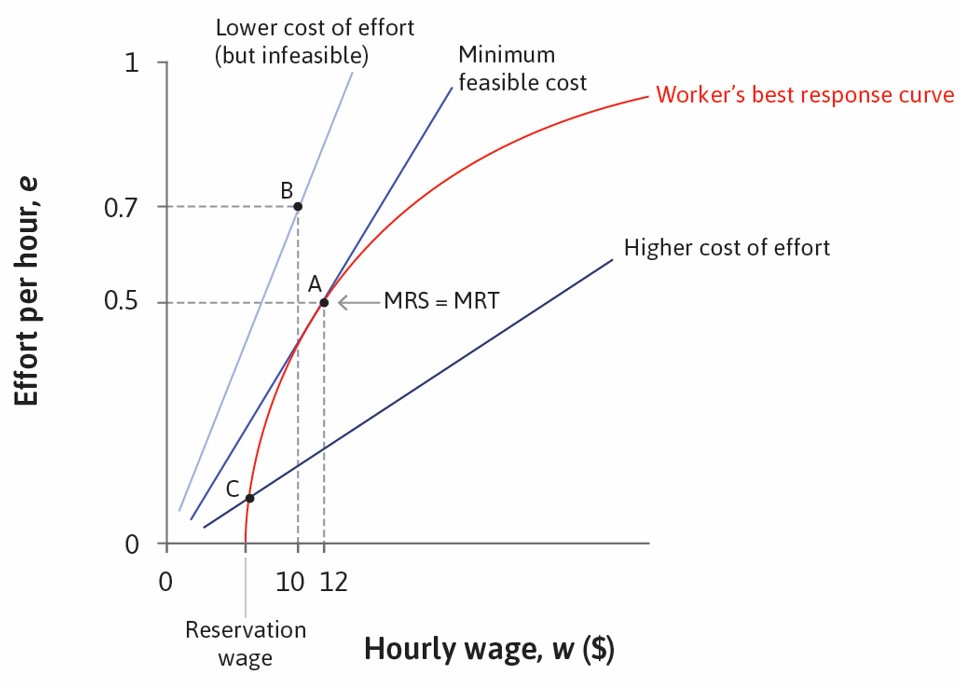 Lower cost of effort
(but infeasible)
Minimum
feasible cost
1
Worker’s best response curve
B
0.7
Higher cost of effort
A
0.5
MRS = MRT
Effort per hour, e
C
0
0
10
12
Reservation
wage
Hourly wage, w ($)